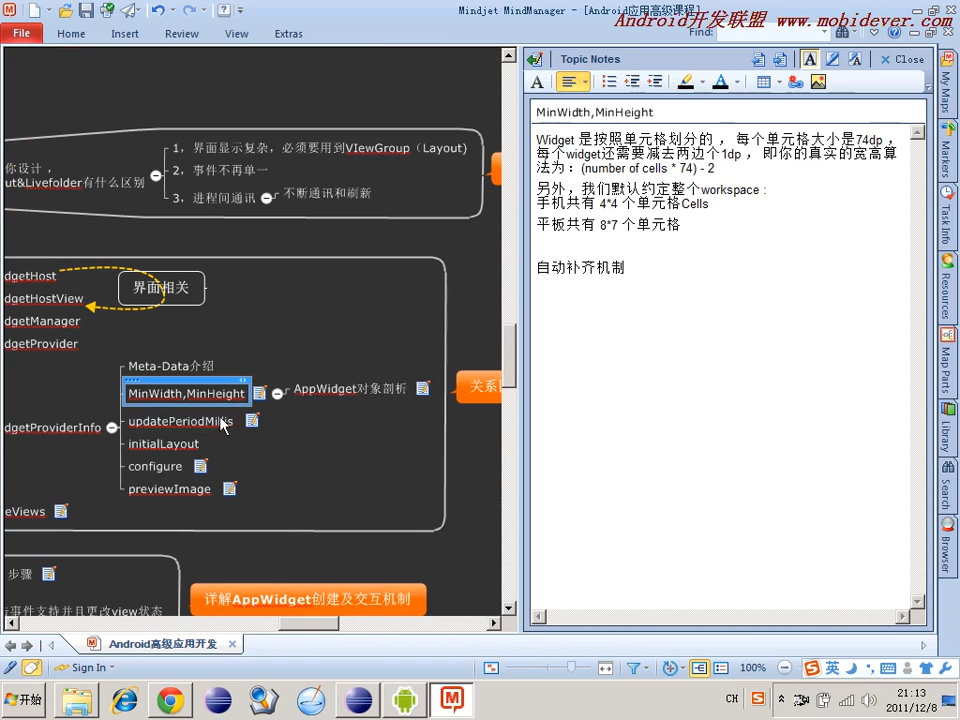 Mindjet MindManager - [Android应用高级课程]
Android开发联盟 www.mobidever.com
File Home Insert Review View Extras
Find:
Topic Notes
Close
MinWidth,MinHeight
Widget 是按照单元格划分的 ，每个单元格大小是74dp ，
每个widget还需要减去两边个1dp ，即你的真实的宽高算
法为：(number of cells * 74) - 2
另外，我们默认约定整个workspace :
手机共有 4*4 个单元格Cells
平板共有 8*7 个单元格
自动补齐机制
你设计，
ut&Livefolder有什么区别
1，界面显示复杂，必须要用到VIewGroup（Layout)
2，事件不再单一
3，进程间通讯
不断通讯和刷新
dgetHost
dgetHostView
dgetManager
dgetProvider
界面相关
Meta-Data介绍
MinWidth,MinHeight
AppWidget对象剖析
关系
updatePeriodMillis
initialLayout
dgetProviderInfo
configure
previewImage
eViews
步骤
事件支持并且更改view状态
详解AppWidget创建及交互机制
My Maps
Markers
Task Info
Resources
Map Parts
Library
Search
Browser
Android高级应用开发
Sign In
100%
英
开始
CH
21:13
2011/12/8